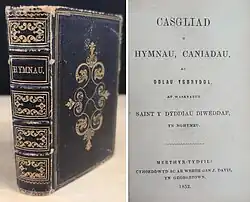 HYMNAU,
CASGLIAD
O
HYMNAU, CANIADAU,
AC
ODLAU YSBRYDOL,
AT WASANAETH
SAINT Y DYDDIAU DIWEDDAF,
YN NGHYMRU.
MERTHYR-TYDFIL:
CYHOEDDWYD AC AR WERTH GAN J. DAVIS,
YN GEORGETOWN,
1852.